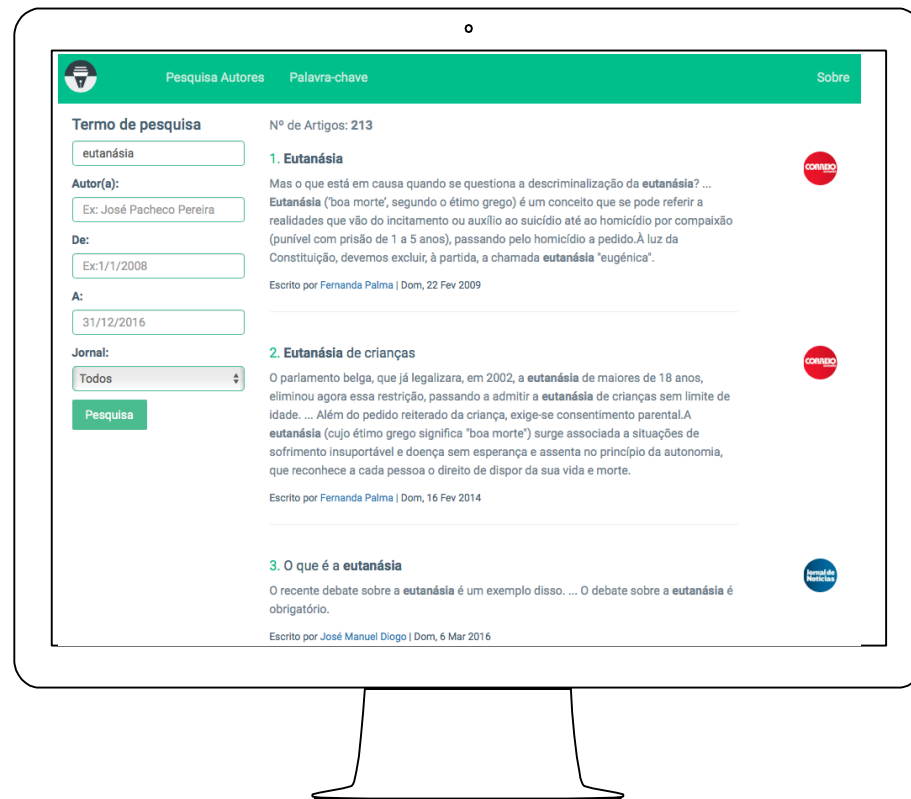 Pesquisa Autores Palavra-chave Sobre
Termo de pesquisa
eutanásia
Autor(a):
Ex: José Pacheco Pereira
De:
Ex:1/1/2008
A:
31/12/2016
Jornal:
Todos
Pesquisa
Nº de Artigos: 213
1. Eutanásia
CORREIO
Mas o que está em causa quando se questiona a descriminalização da eutanásia? ...
Eutanásia ('boa morte', segundo o étimo grego) é um conceito que se pode referir a
realidades que vão do incitamento ou auxílio ao suicídio até ao homicídio por compaixão
(punível com prisão de 1 a 5 anos), passando pelo homicídio a pedido.À luz da
Constituição, devemos excluir, à partida, a chamada eutanásia "eugénica".
Escrito por Fernanda Palma | Dom, 22 Fev 2009
2. Eutanásia de crianças
CORREIO
O parlamento belga, que já legalizara, em 2002, a eutanásia de maiores de 18 anos,
eliminou agora essa restrição, passando a admitir a eutanásia de crianças sem limite de
idade. ... Além do pedido reiterado da criança, exige-se consentimento parental.A
eutanásia (cujo étimo grego significa "boa morte") surge associada a situações de
sofrimento insuportável e doença sem esperança e assenta no princípio da autonomia,
que reconhece a cada pessoa o direito de dispor da sua vida e morte.
Escrito por Fernanda Palma | Dom, 16 Fev 2014
3. O que é a eutanásia
Jornal de
Notícias
O recente debate sobre a eutanásia é um exemplo disso. ... O debate sobre a eutanásia é
obrigatório.
Escrito por José Manuel Diogo | Dom, 6 Mar 2016